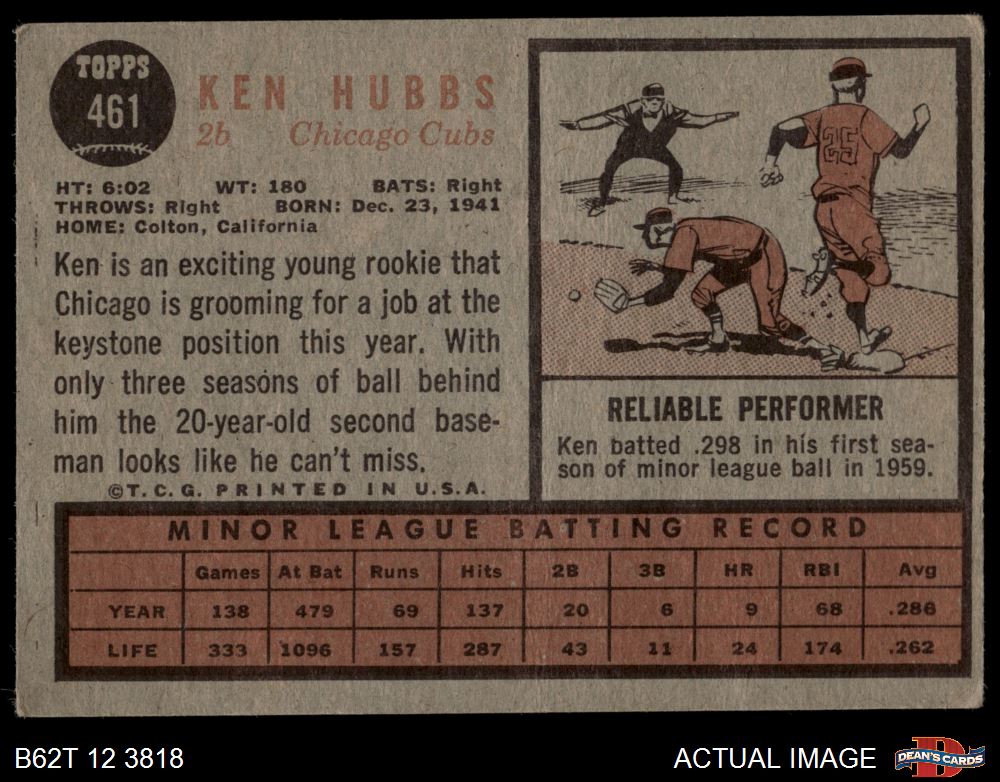 TOPPS
461
KEN HUBBS
2b Chicago Cubs
HT: 6:02 WT: 180 BATS: Right
THROWS: Right BORN: Dec. 23, 1941
HOME: Colton, California
Ken is an exciting young rookie that
Chicago is grooming for a job at the
keystone position this year. With
only three seasons of ball behind
him the 20-year-old second base-
man looks like he can't miss.
©T.C.G. PRINTED IN U.S.A.
25
RELIABLE PERFORMER
Ken batted .298 in his first sea-
son of minor league ball in 1959.
MINOR LEAGUE BATTING RECORD
Games At Bat Runs Hits 2B 3B HR RBI Avg
YEAR 138 479 69 137 20 6 9 68 .286
LIFE 333 1096 157 287 43 11 24 174 .262
B62T 12 3818
ACTUAL IMAGE
D
DEAN'S CARDS